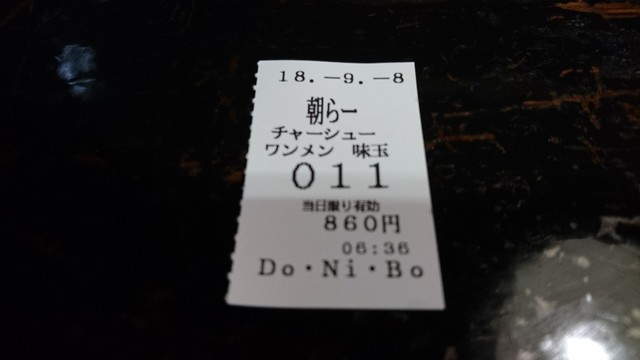 18.-9.-8
朝らー
チャーシュー
ワンメン 味玉
011
当日限り有効
860円
06:36
Do・Ni・Bo